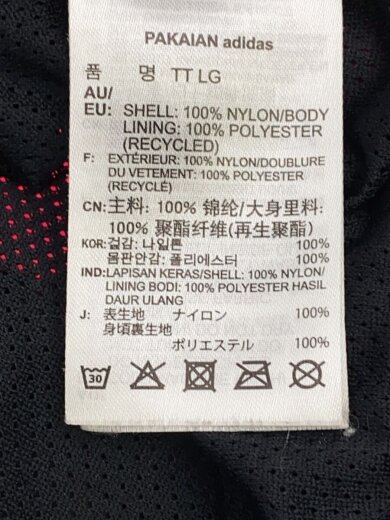 PAKAIAN adidas
품 명 TT LG
AU/
EU: SHELL: 100% NYLON/BODY
LINING: 100% POLYESTER
(RECYCLED)
F: EXTÉRIEUR: 100% NYLON/DOUBLURE
DU VETEMENT: 100% POLYESTER
(RECYCLÉ)
CN: 主料: 100% 锦纶/大身里料:
100% 聚酯纤维(再生聚酯)
KOR: 겉감: 나일론 100%
몸판안감: 폴리에스터 100%
IND: LAPISAN KERAS/SHELL: 100% NYLON/
LINING BODI: 100% POLYESTER HASIL
DAUR ULANG
J: 表生地 ナイロン 100%
身頃裏生地
ポリエステル 100%
30